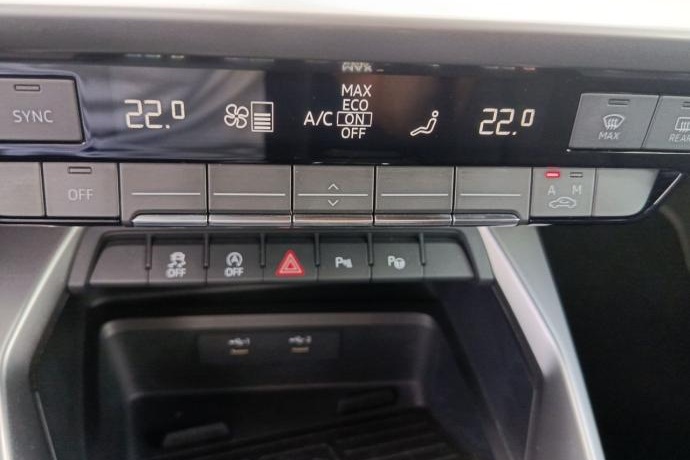 SYNC
22.0
A/C
MAX
ECO
ON
OFF
22.0
MAX
REAR
OFF
A M
OFF
OFF
P
P